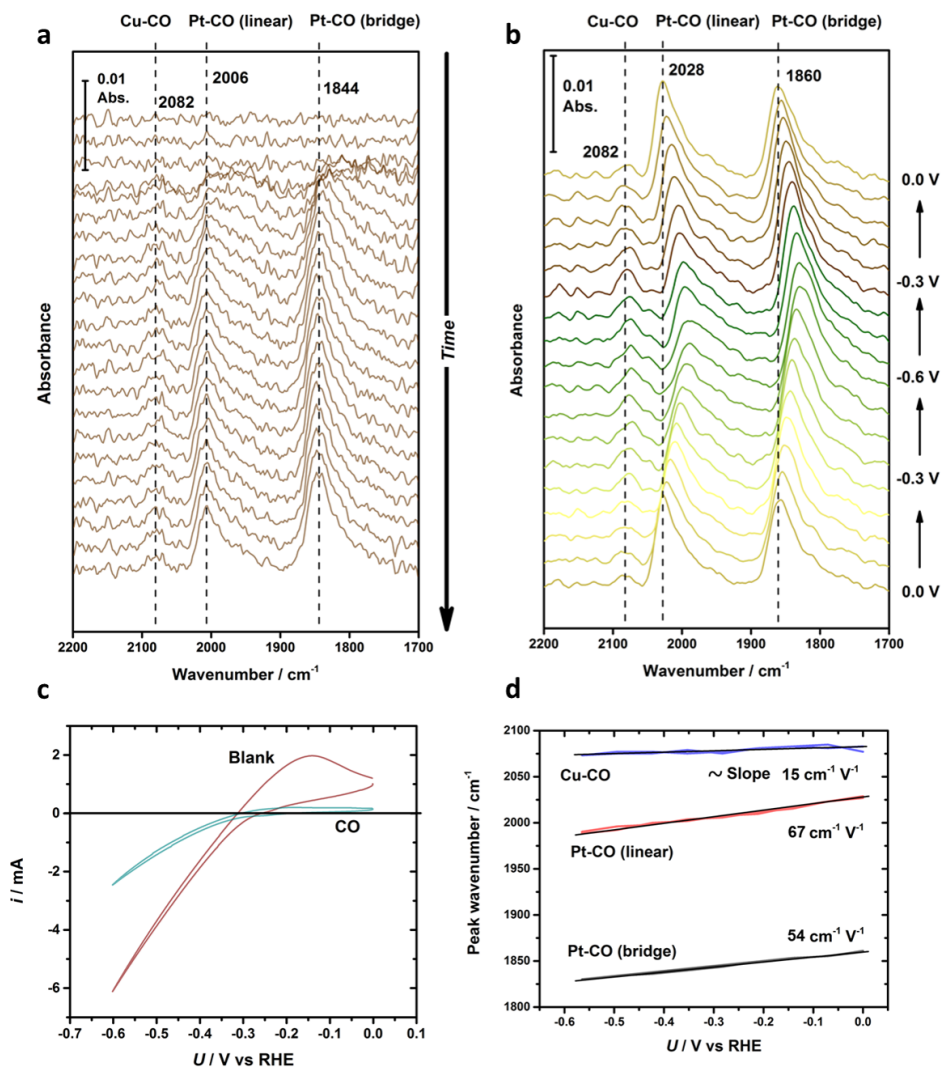 a
Cu-CO Pt-CO (linear) Pt-CO (bridge)
0.01
Abs.
2082
2006
1844
Absorbance
Time
2200 2100 2000 1900 1800 1700
Wavenumber / cm⁻¹
b
Cu-CO Pt-CO (linear) Pt-CO (bridge)
0.01
Abs.
2028
1860
2082
0.0 V
-0.3 V
-0.6 V
-0.3 V
0.0 V
Absorbance
2200 2100 2000 1900 1800 1700
Wavenumber / cm⁻¹
c
Blank
CO
2
0
-2
-4
-6
i / mA
-0.7 -0.6 -0.5 -0.4 -0.3 -0.2 -0.1 0.0 0.1
U / V vs RHE
d
2100
2050
2000
1950
1900
1850
1800
Peak wavenumber / cm⁻¹
Cu-CO
~ Slope 15 cm⁻¹ V⁻¹
67 cm⁻¹ V⁻¹
Pt-CO (linear)
54 cm⁻¹ V⁻¹
Pt-CO (bridge)
-0.6 -0.5 -0.4 -0.3 -0.2 -0.1 0.0
U / V vs RHE